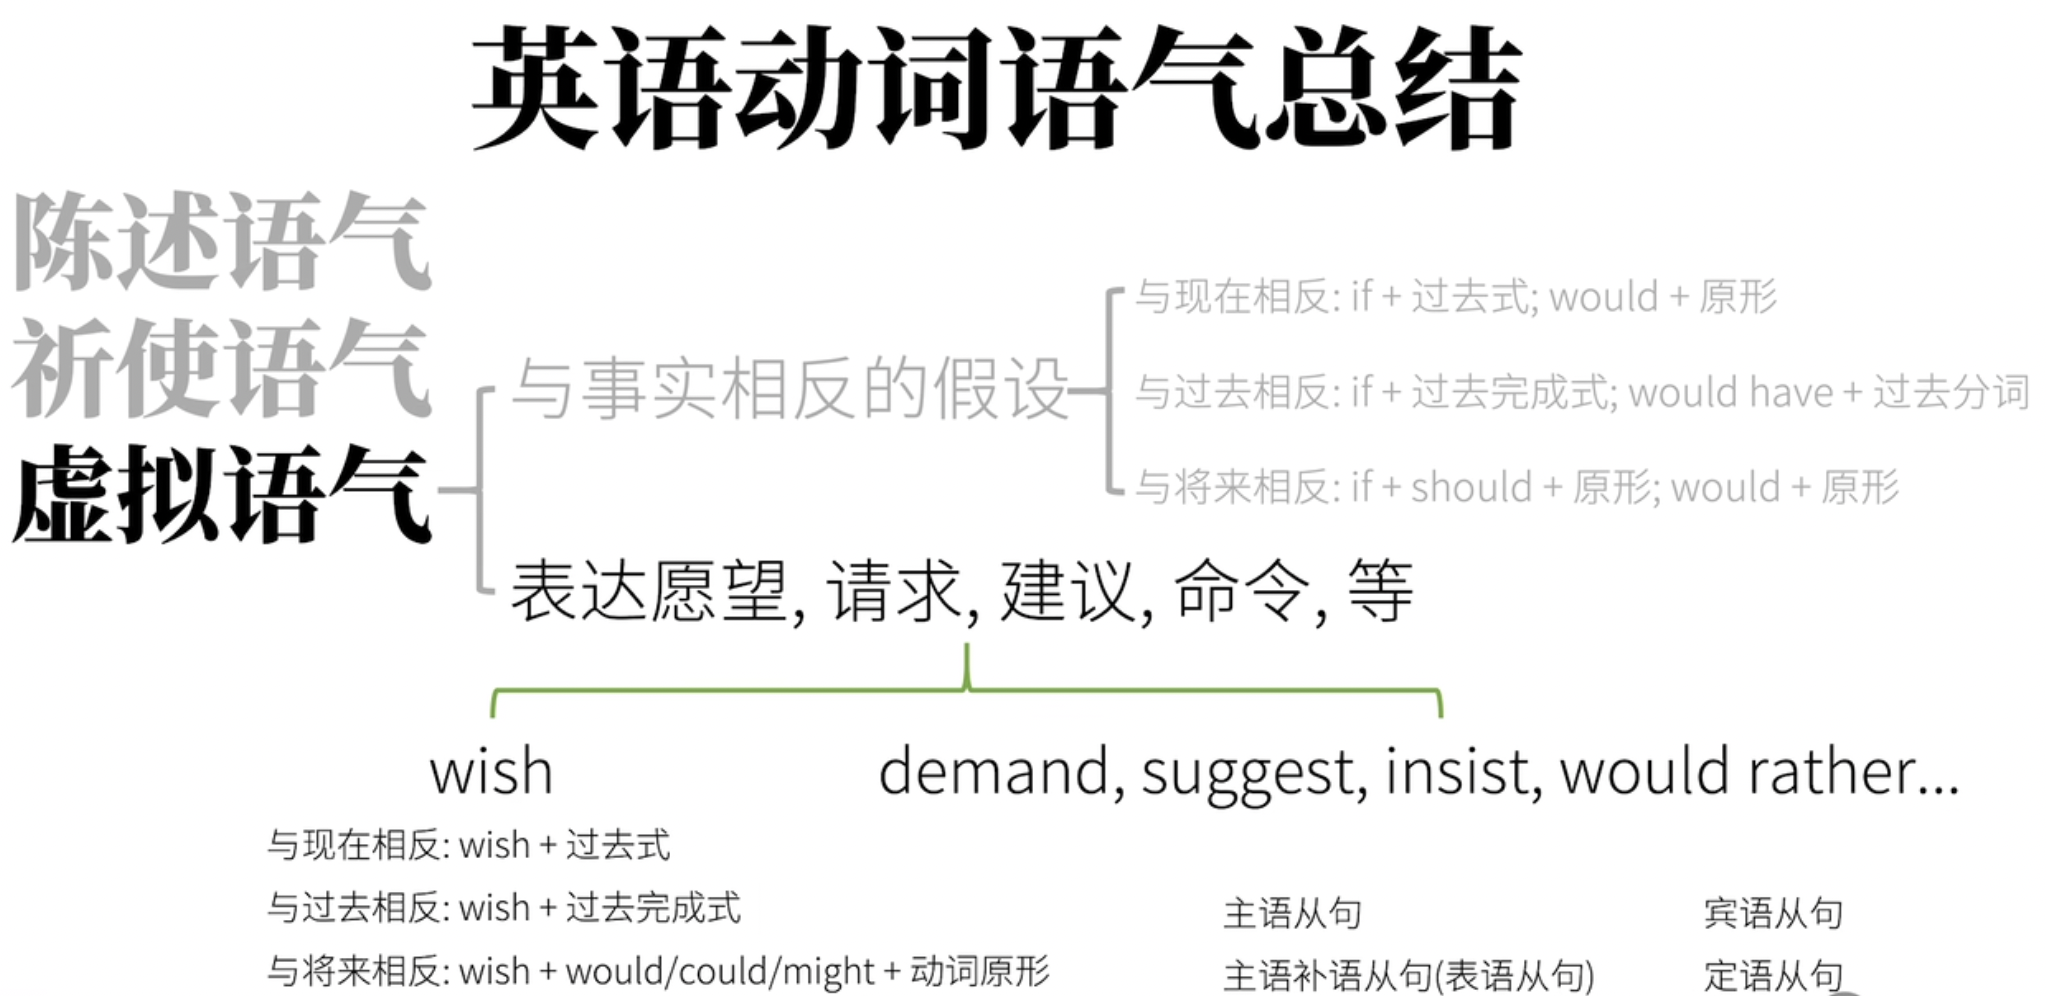 英语动词语气总结
陈述语气
祈使语气
虚拟语气
与事实相反的假设
与现在相反: if + 过去式; would + 原形
与过去相反: if + 过去完成式; would have + 过去分词
与将来相反: if + should + 原形; would + 原形
表达愿望, 请求, 建议, 命令, 等
wish
与现在相反: wish + 过去式
与过去相反: wish + 过去完成式
与将来相反: wish + would/could/might + 动词原形
demand, suggest, insist, would rather...
主语从句
宾语从句
主语补语从句(表语从句)
定语从句